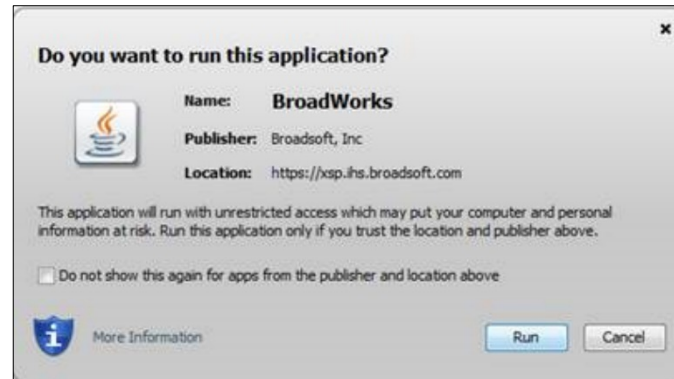 Do you want to run this application?
Name: BroadWorks
Publisher: Broadsoft, Inc
Location: https://xsp.ihs.broadsoft.com
This application will run with unrestricted access which may put your computer and personal
information at risk. Run this application only if you trust the location and publisher above.
Do not show this again for apps from the publisher and location above
More Information
Run Cancel